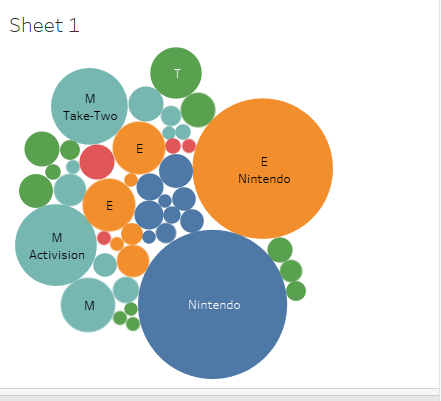 Sheet 1
T
M
Take-Two
E
E
Nintendo
E
M
Activision
M
Nintendo